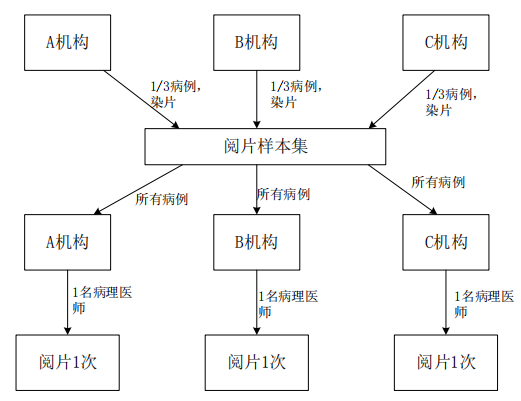 A机构
B机构
C机构
1/3病例，
染片
1/3病例，
染片
1/3病例，
染片
阅片样本集
所有病例
所有病例
所有病例
A机构
B机构
C机构
1名病理医
师
1名病理医
师
1名病理医
师
阅片1次
阅片1次
阅片1次